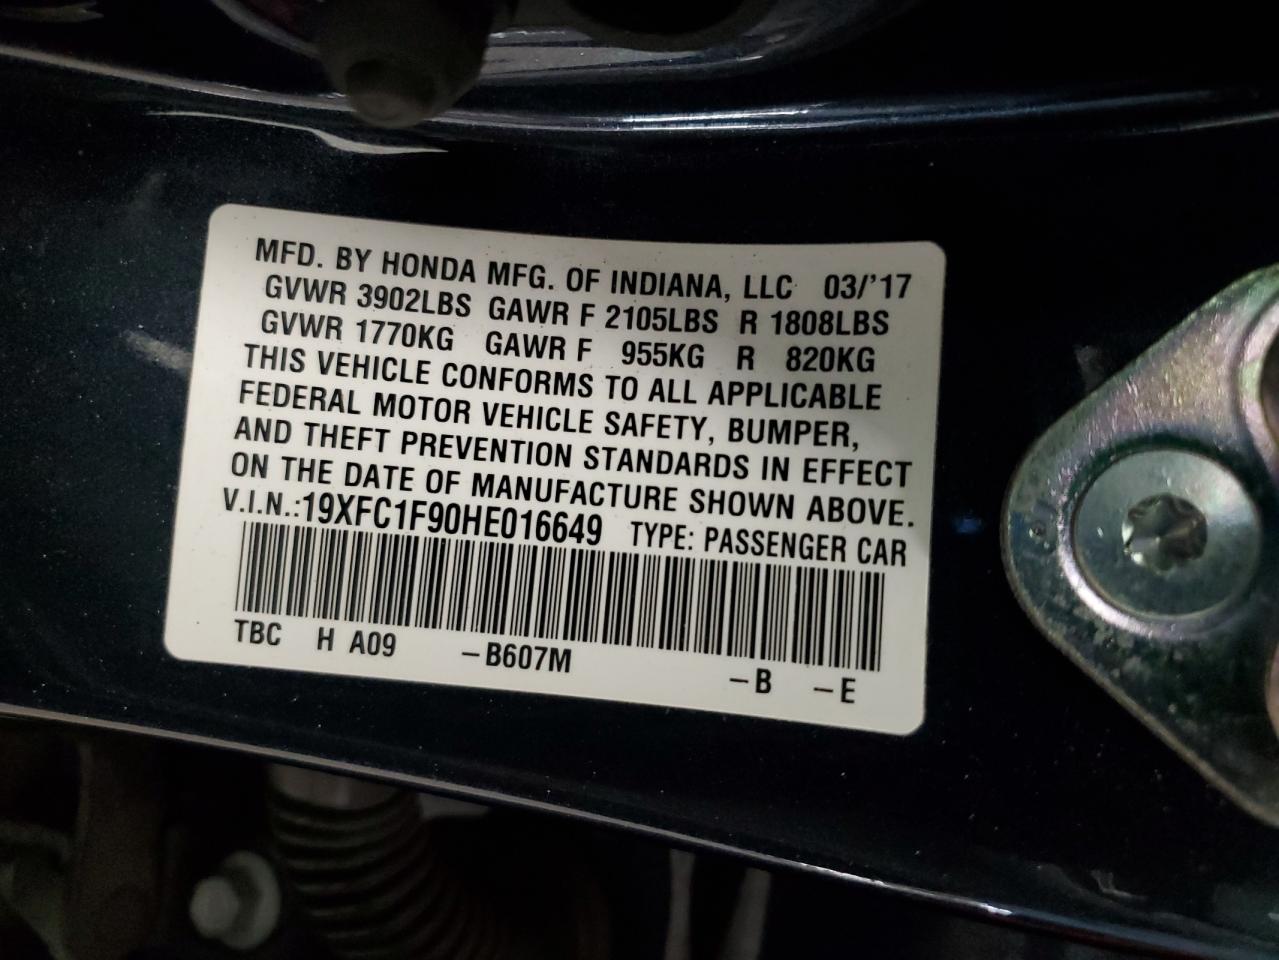 MFD. BY HONDA MFG. OF INDIANA, LLC 03/'17
GVWR 3902LBS GAWR F 2105LBS R 1808LBS
GVWR 1770KG GAWR F 955KG R 820KG
THIS VEHICLE CONFORMS TO ALL APPLICABLE
FEDERAL MOTOR VEHICLE SAFETY, BUMPER,
AND THEFT PREVENTION STANDARDS IN EFFECT
ON THE DATE OF MANUFACTURE SHOWN ABOVE.
V.I.N.:19XFC1F90HE016649 TYPE: PASSENGER CAR
TBC H A09 -B607M -B -E